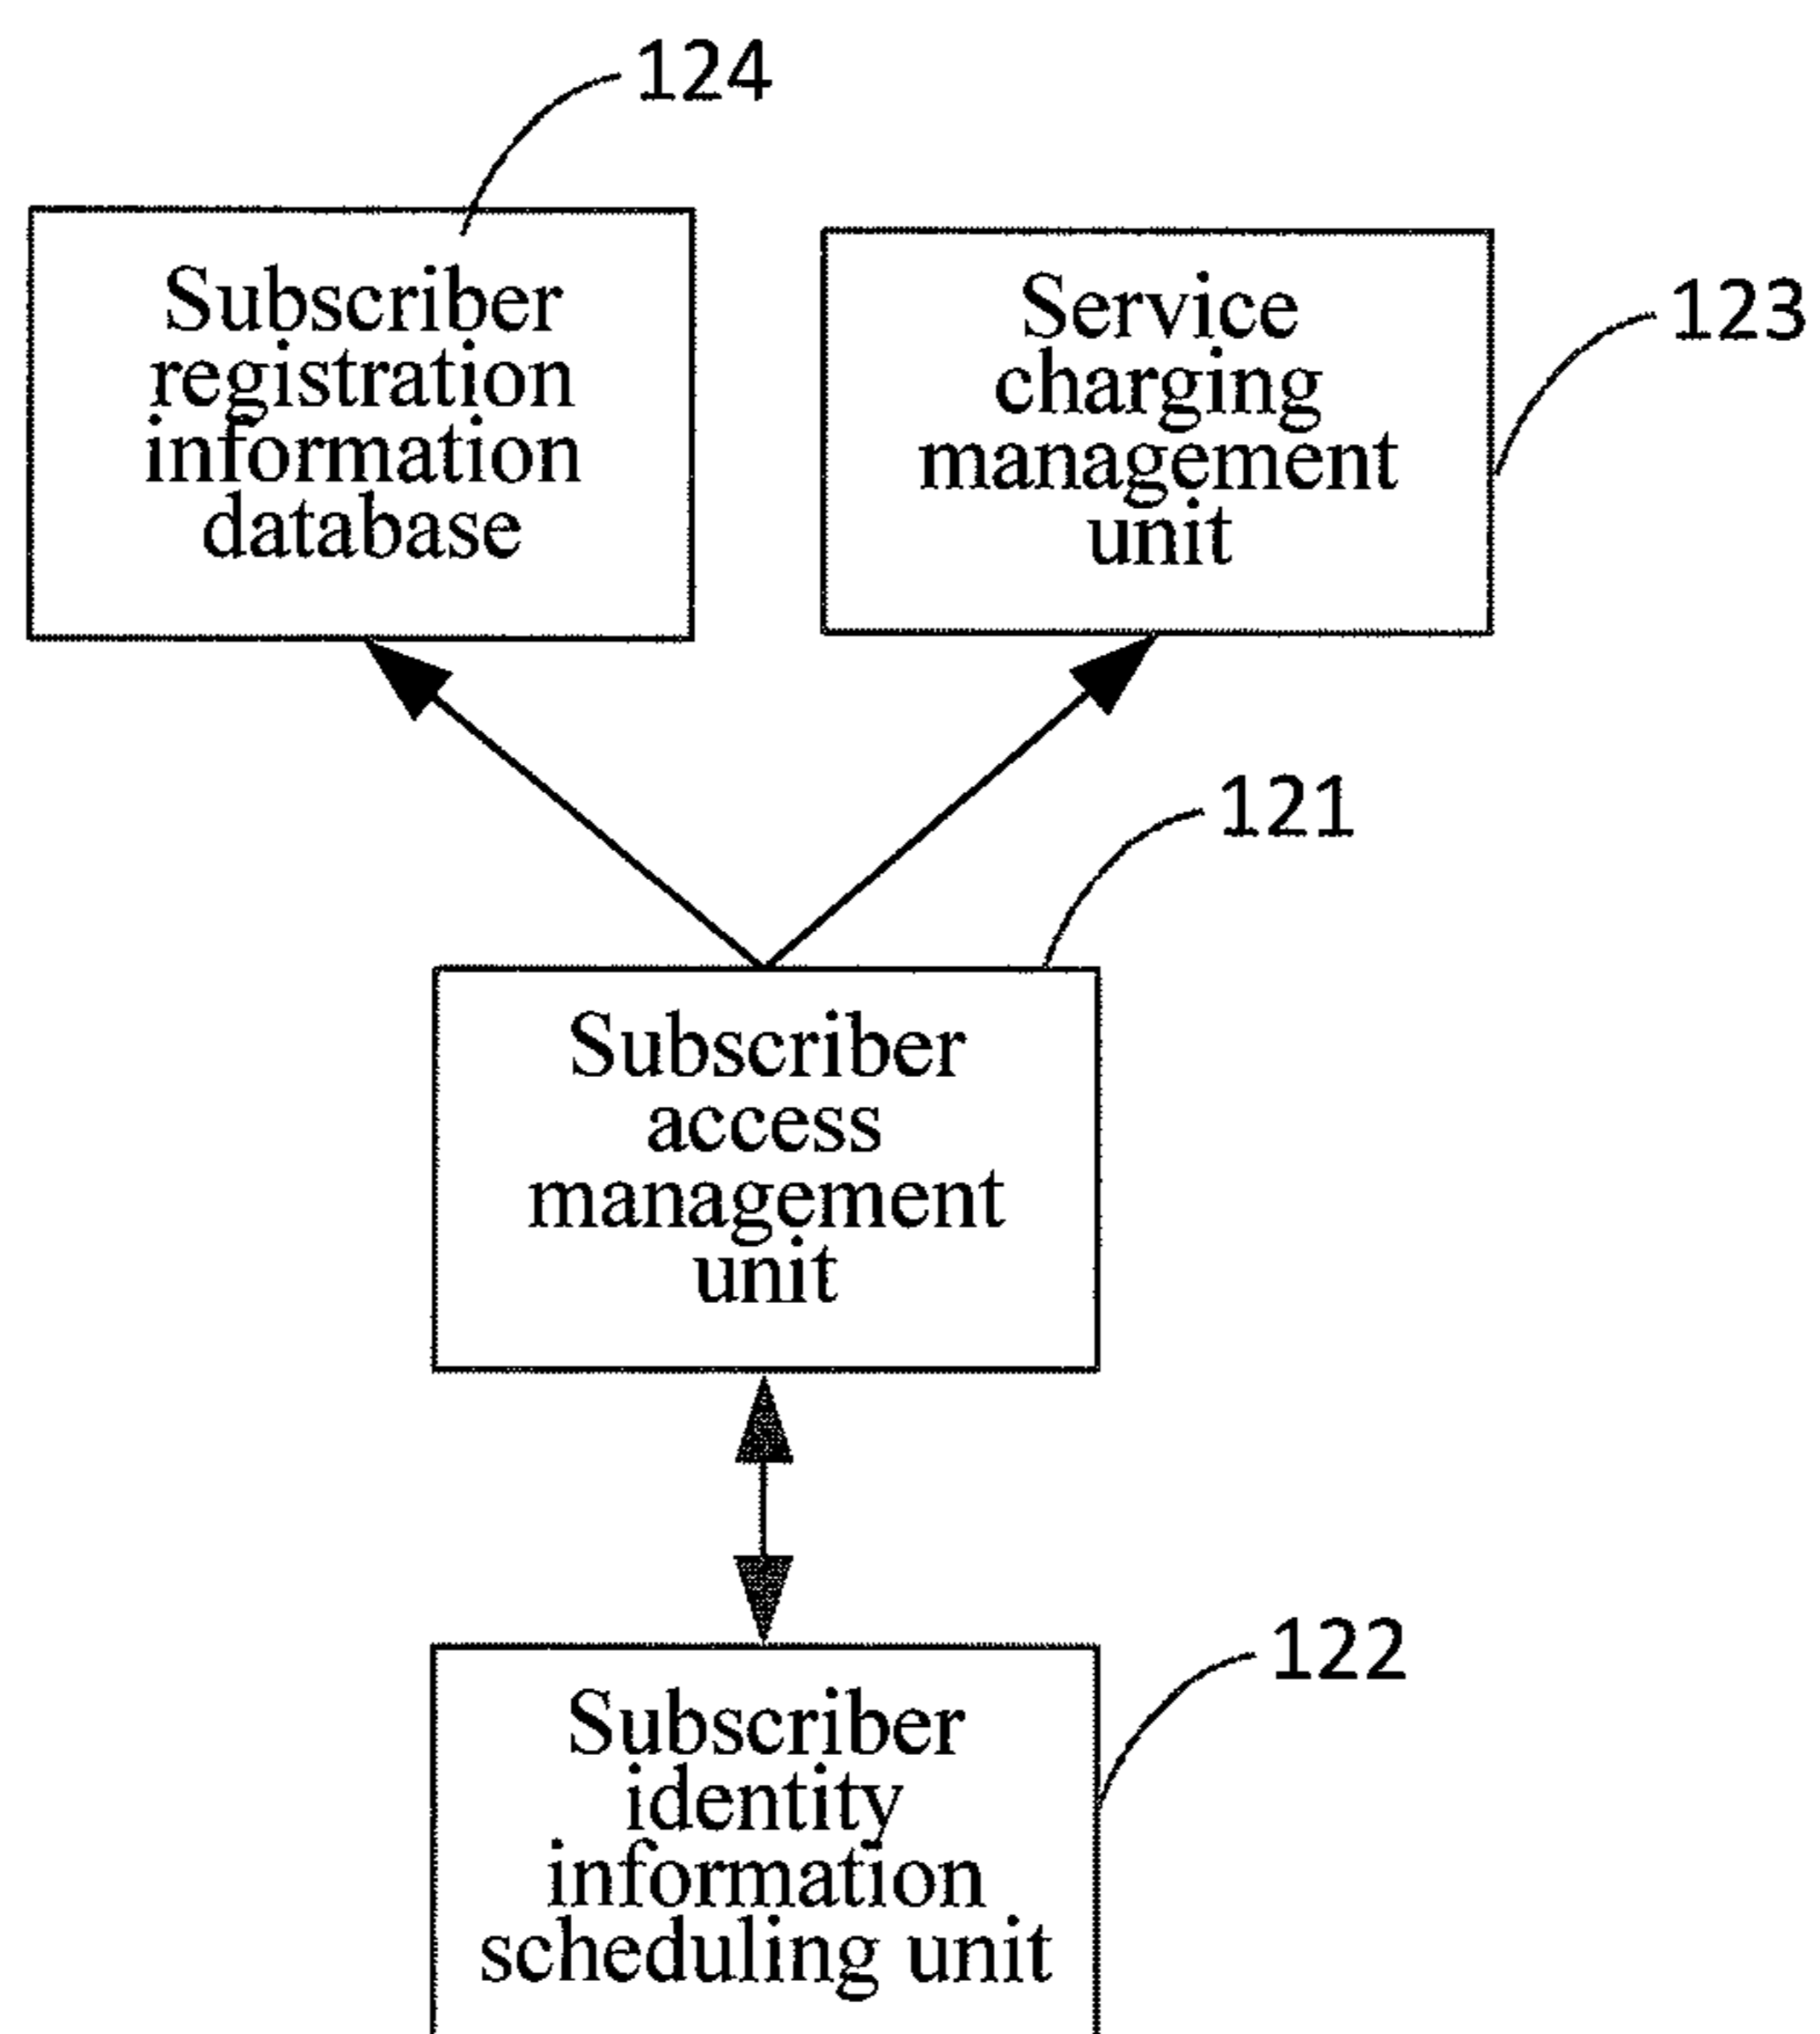 124
Subscriber
registration
information
database
Service
charging
management
unit
123
121
Subscriber
access
management
unit
122
Subscriber
identity
information
scheduling unit